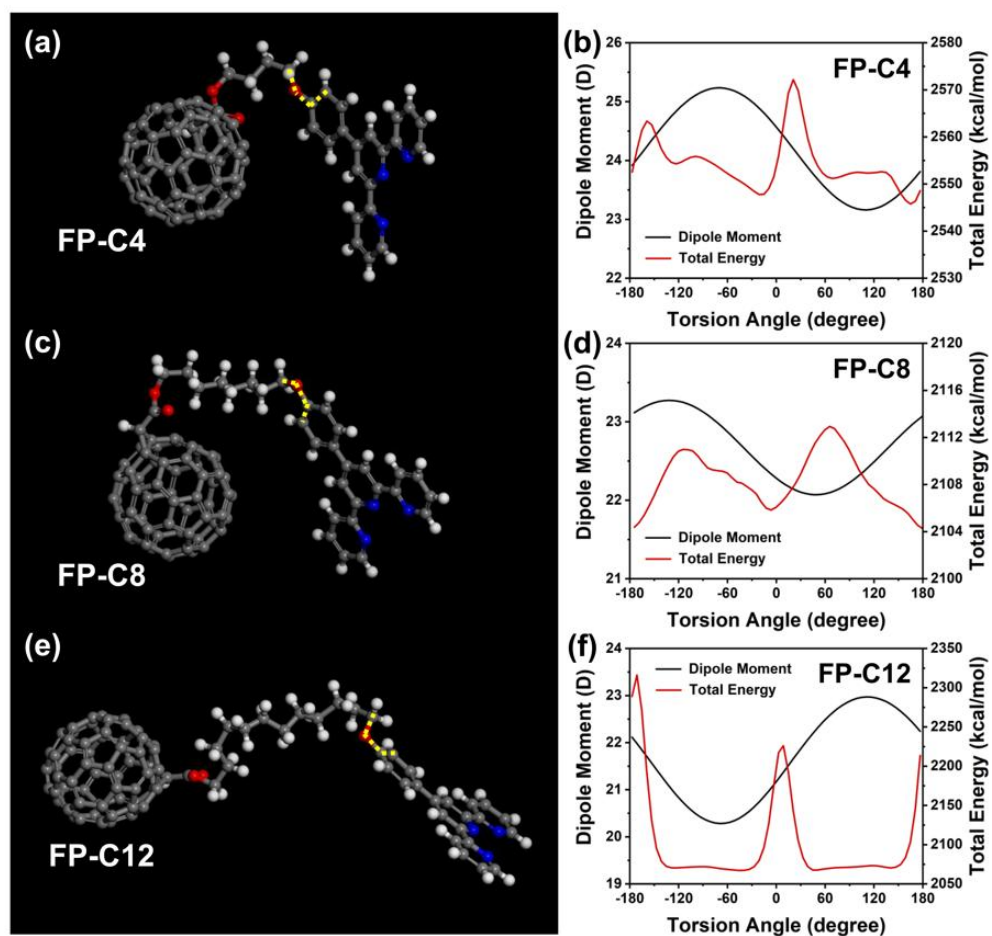 (a)
FP-C4
(b)
FP-C4
26
25
24
23
22
Dipole Moment (D)
2580
2570
2560
2550
2540
2530
Total Energy (kcal/mol)
Dipole Moment
Total Energy
-180 -120 -60 0 60 120 180
Torsion Angle (degree)
(c)
FP-C8
(d)
FP-C8
24
23
22
21
Dipole Moment (D)
2120
2116
2112
2108
2104
2100
Total Energy (kcal/mol)
Dipole Moment
Total Energy
-180 -120 -60 0 60 120 180
Torsion Angle (degree)
(e)
FP-C12
(f)
FP-C12
24
23
22
21
20
19
Dipole Moment (D)
2350
2300
2250
2200
2150
2100
2050
Total Energy (kcal/mol)
Dipole Moment
Total Energy
-180 -120 -60 0 60 120 180
Torsion Angle (degree)